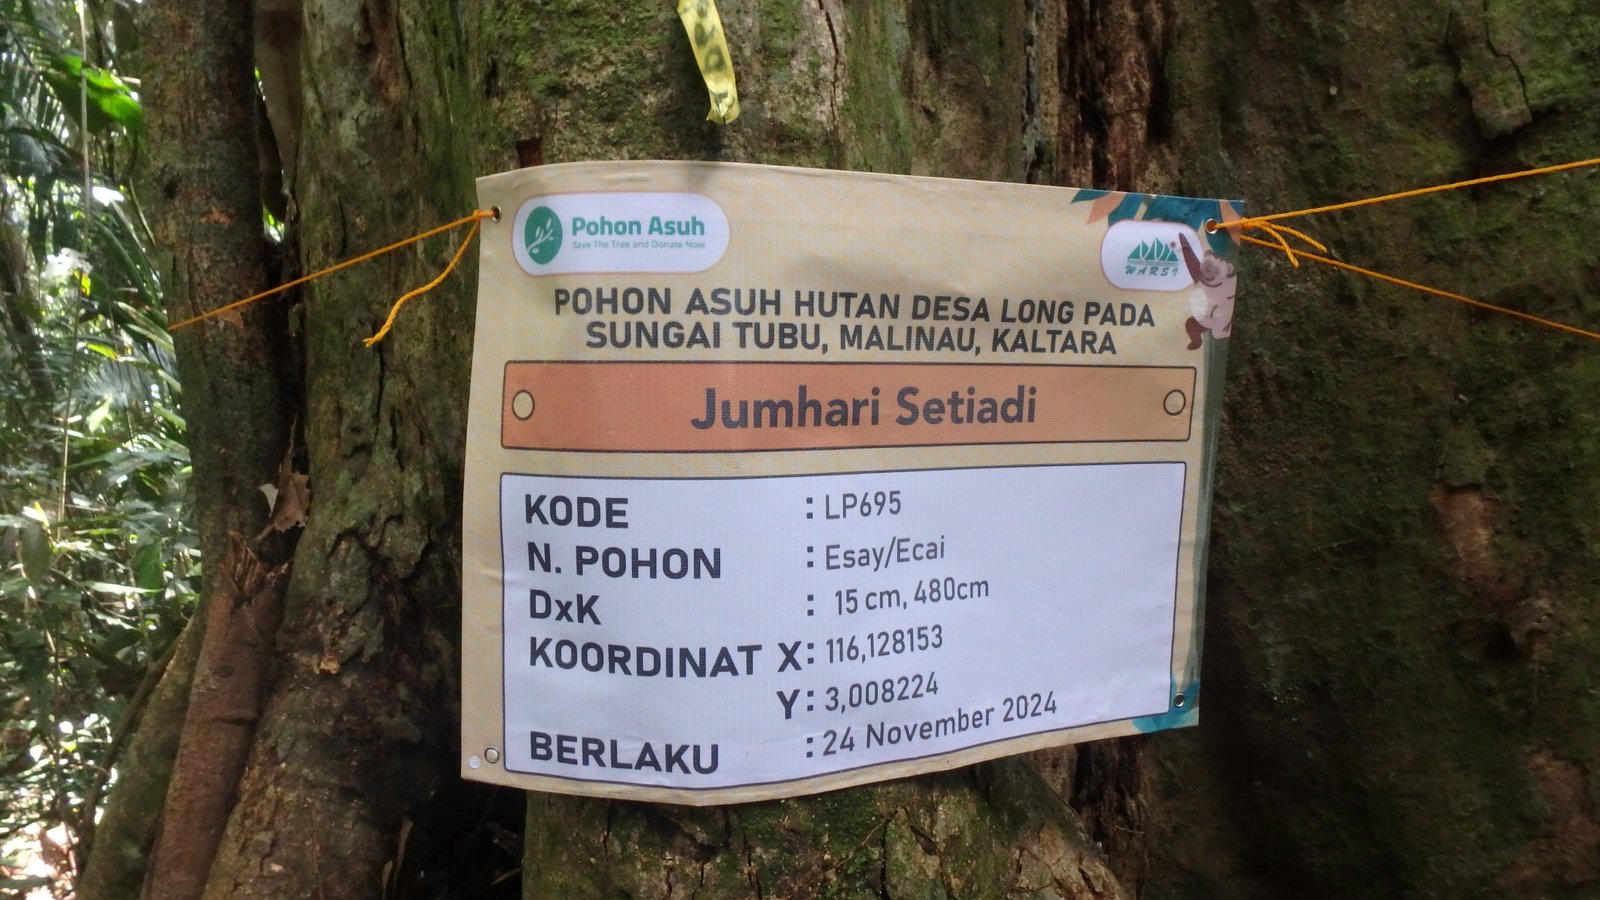 Pohon Asuh
Save The Tree and Donate Now
WARSI
POHON ASUH HUTAN DESA LONG PADA
SUNGAI TUBU, MALINAU, KALTARA
Jumhari Setiadi
KODE : LP695
N. POHON : Esay/Ecai
DxK : 15 cm, 480cm
KOORDINAT X : 116,128153
Y : 3,008224
BERLAKU : 24 November 2024